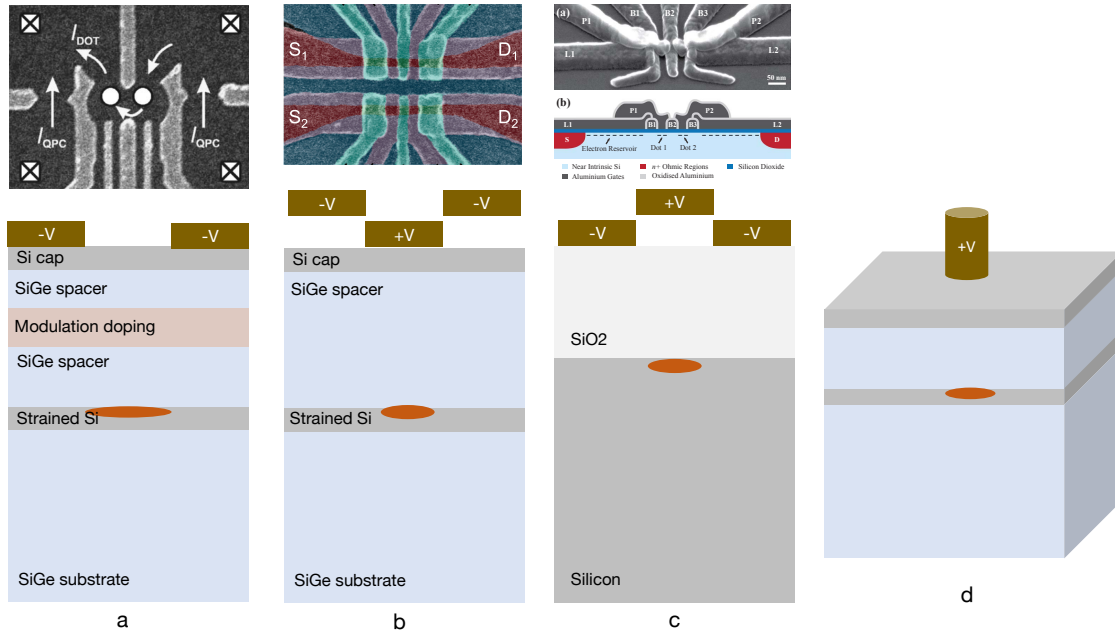 I DOT
I QPC
I QPC
-V
-V
Si cap
SiGe spacer
Modulation doping
SiGe spacer
Strained Si
SiGe substrate
a
S1
D1
S2
D2
-V
-V
+V
Si cap
SiGe spacer
Strained Si
SiGe substrate
b
(a)
P1
B1
B2
B3
P2
L1
L2
50 nm
(b)
P1
P2
L1
B1
B2
B3
L2
S
D
Electron Reservoir
Dot 1
Dot 2
Near Intrinsic Si
n+ Ohmic Regions
Silicon Dioxide
Aluminium Gates
Oxidised Aluminium
+V
-V
-V
SiO2
Silicon
c
+V
d